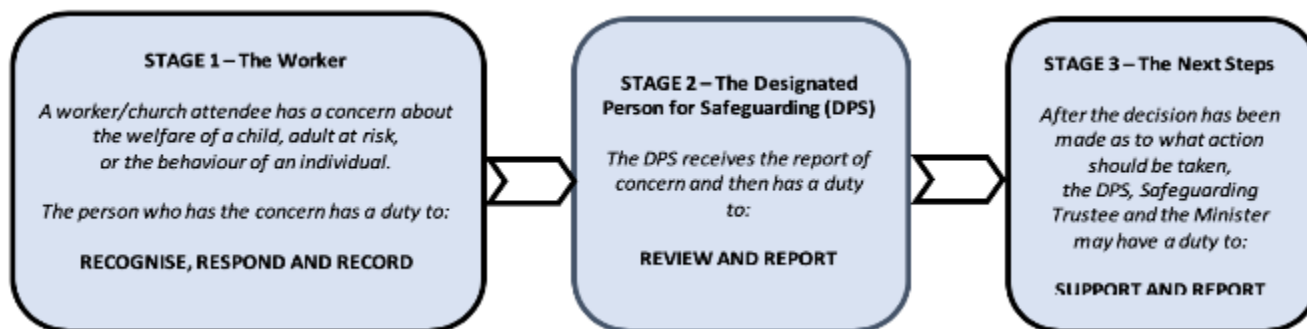 STAGE 1 – The Worker
A worker/church attendee has a concern about
the welfare of a child, adult at risk,
or the behaviour of an individual.
The person who has the concern has a duty to:
RECOGNISE, RESPOND AND RECORD
STAGE 2 – The Designated
Person for Safeguarding (DPS)
The DPS receives the report of
concern and then has a duty
to:
REVIEW AND REPORT
STAGE 3 – The Next Steps
After the decision has been
made as to what action
should be taken,
the DPS, Safeguarding
Trustee and the Minister
may have a duty to:
SUPPORT AND REPORT